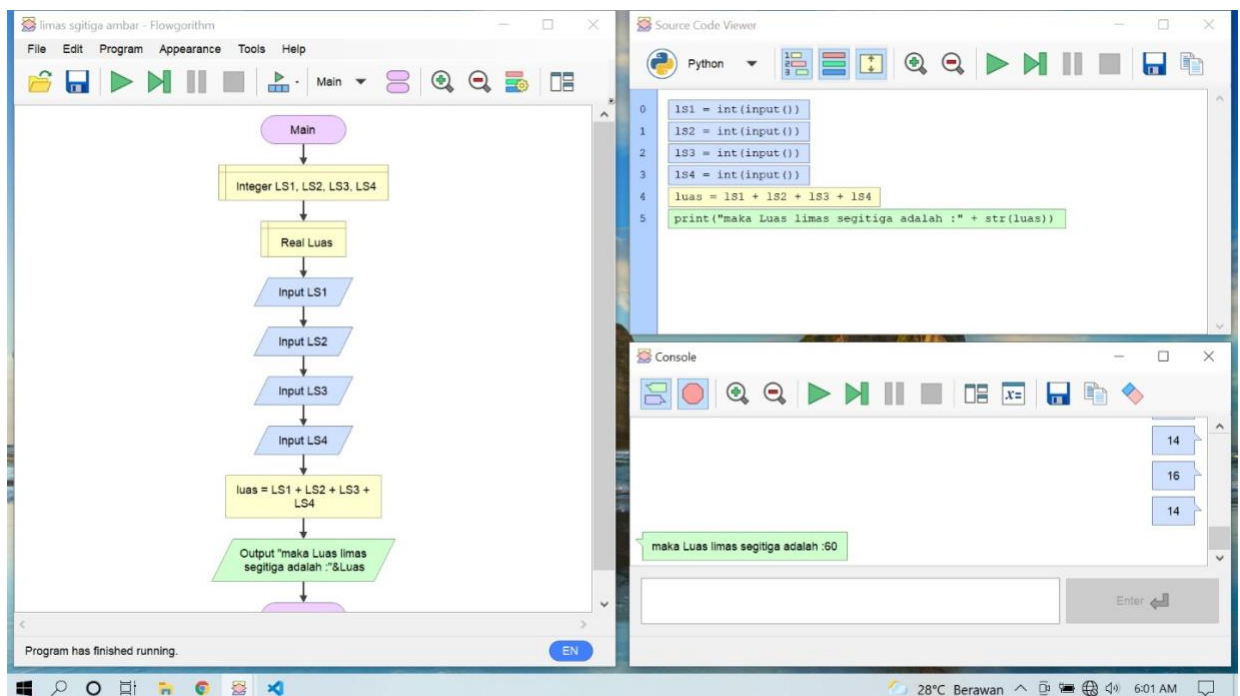 limas sgitiga ambar - Flowgorithm
File Edit Program Appearance Tools Help
Main
Main
Integer LS1, LS2, LS3, LS4
Real Luas
Input LS1
Input LS2
Input LS3
Input LS4
luas = LS1 + LS2 + LS3 +
LS4
Output "maka Luas limas
segitiga adalah :"&Luas
Program has finished running.
EN
Source Code Viewer
Python
0 lS1 = int(input())
1 lS2 = int(input())
2 lS3 = int(input())
3 lS4 = int(input())
4 luas = lS1 + lS2 + lS3 + lS4
5 print("maka Luas limas segitiga adalah :" + str(luas))
Console
14
16
14
maka Luas limas segitiga adalah :60
Enter
28°C Berawan
6:01 AM